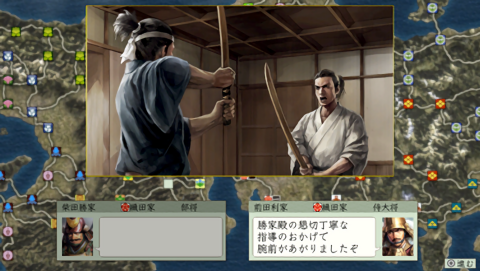 柴田勝家 織田家 部将
前田利家 織田家 侍大将
勝家殿の懇切丁寧な
指導のおかげで
腕前があがりましたぞ
進む